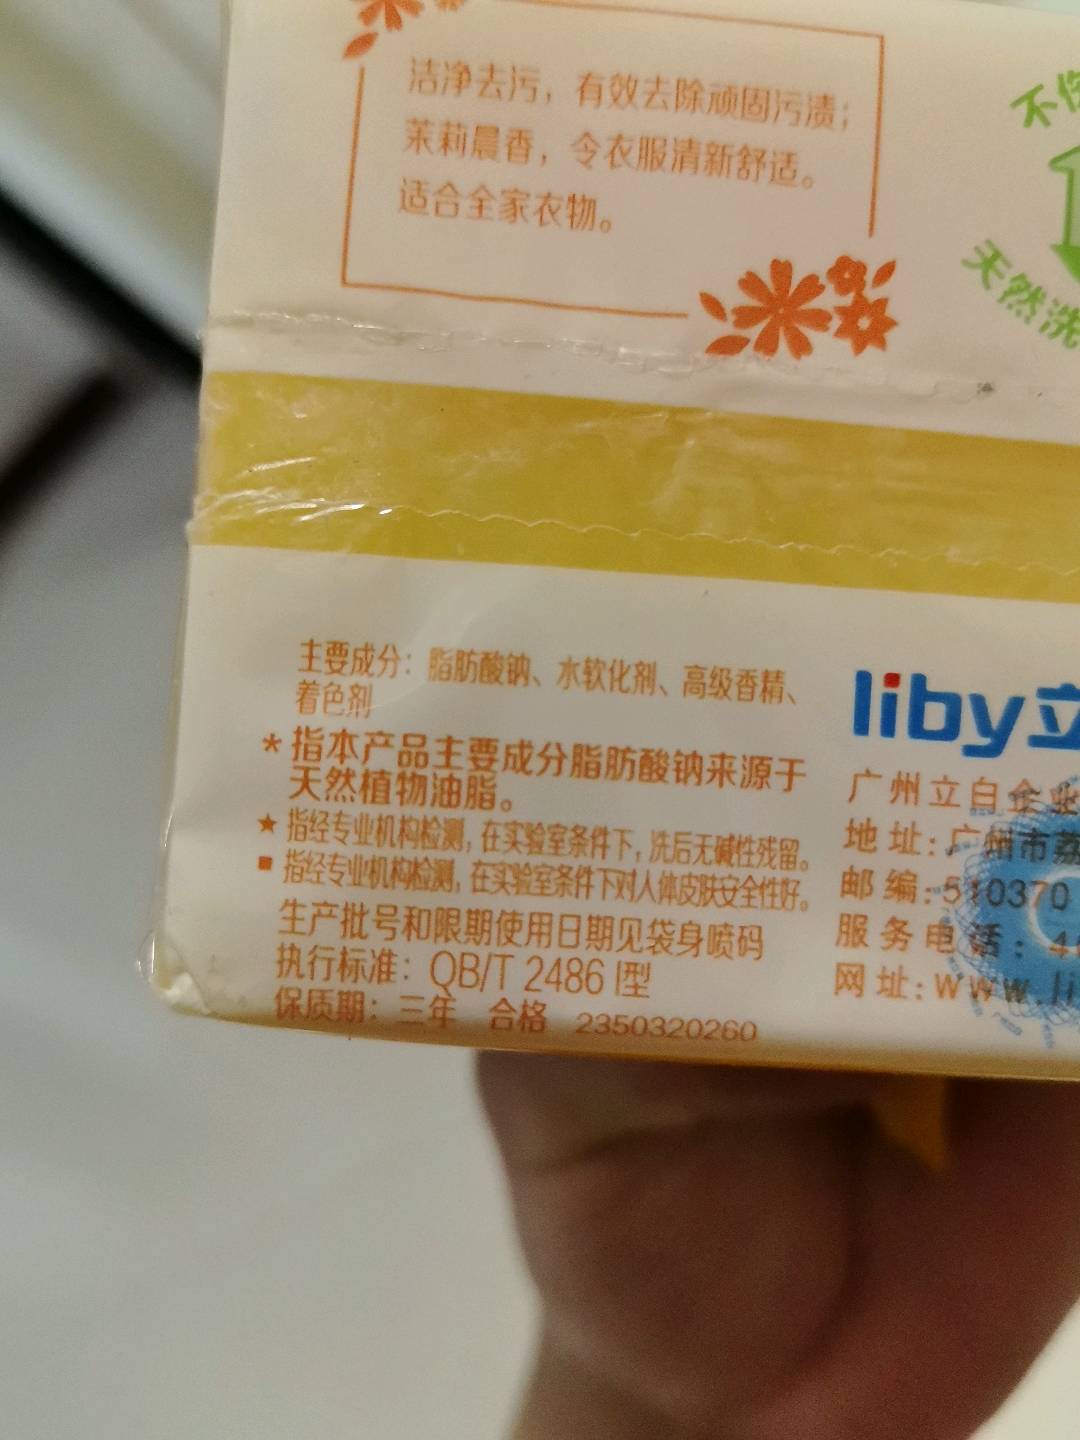 洁净去污，有效去除顽固污渍；
茉莉晨香，令衣服清新舒适。
适合全家衣物。
天然洗
主要成分：脂肪酸钠、水软化剂、高级香精、
着色剂
*指本产品主要成分脂肪酸钠来源于
天然植物油脂。
★指经专业机构检测，在实验室条件下，洗后无碱性残留。
■指经专业机构检测，在实验室条件下对人体皮肤安全性好。
生产批号和限期使用日期见袋身喷码
执行标准：QB/T 2486 I型
保质期：三年 合格 2350320260
liby立
广州立白企业
地址：广州市荔
邮编：510370
服务电话：4
网址：www.li